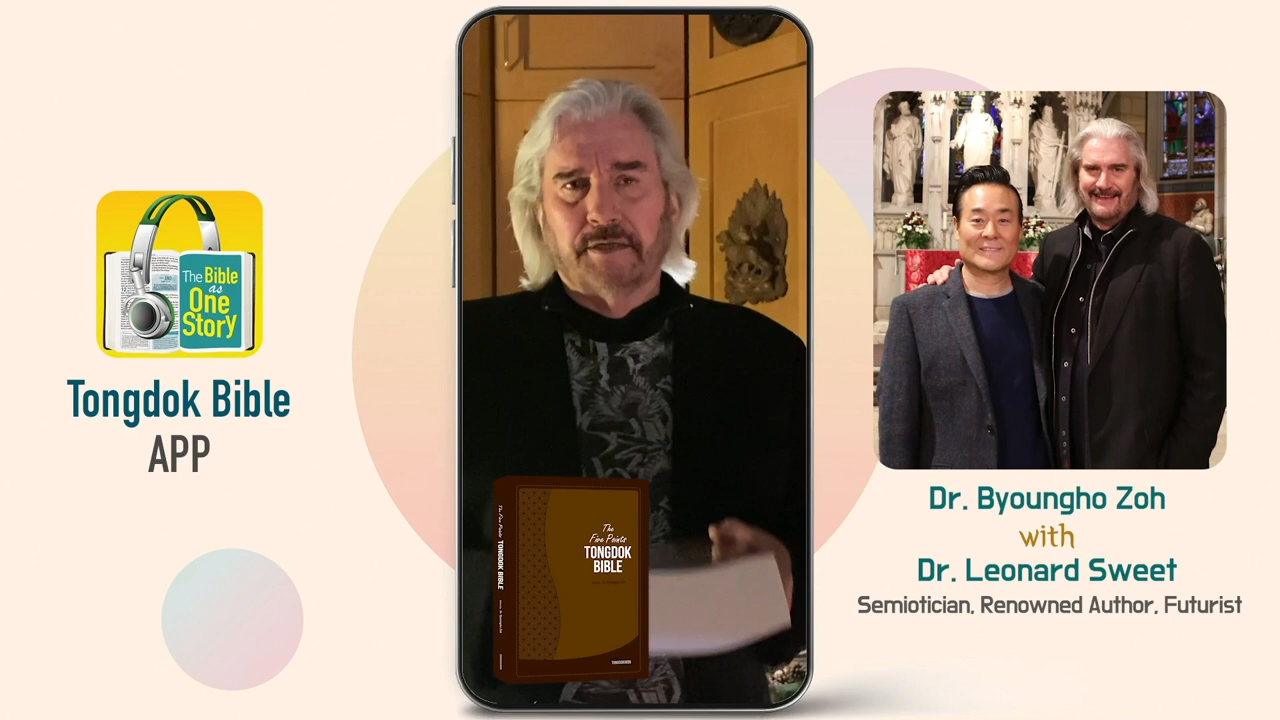 The Bible
as
One
Story
Tongdok Bible
APP
The
Five Points
TONGDOK
BIBLE
The Five Points TONGDOK BIBLE
Dr. Byoungho Zoh
with
Dr. Leonard Sweet
Semiotician, Renowned Author, Futurist